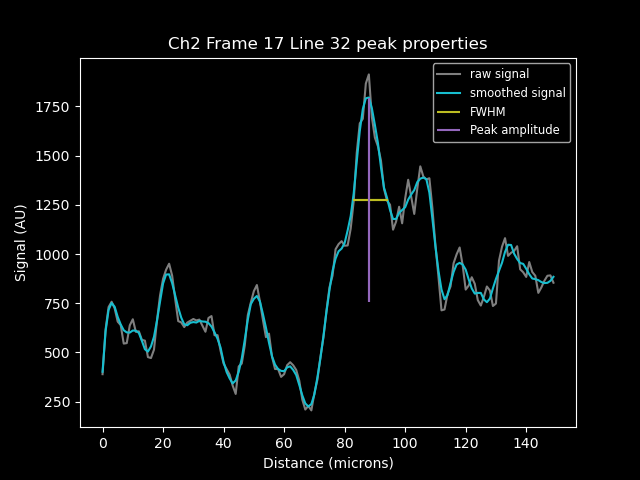 Ch2 Frame 17 Line 32 peak properties
raw signal
smoothed signal
FWHM
Peak amplitude
Signal (AU)
1750
1500
1250
1000
750
500
250
0 20 40 60 80 100 120 140
Distance (microns)